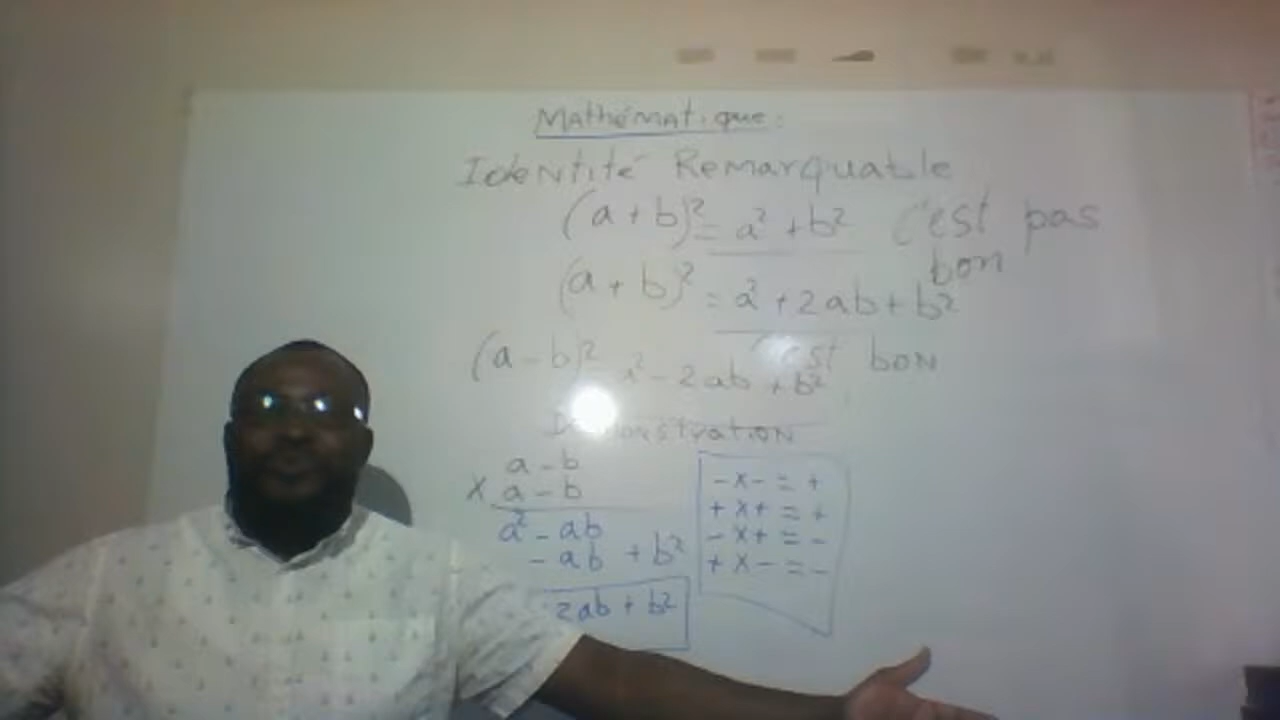 Mathématique:
Identité Remarquable
(a+b)² = a² + b² c'est pas
bon
(a+b)² = a² + 2ab + b²
c'est bon
(a-b)² = a² - 2ab + b²
Demonstration
a - b
x a - b
a² - ab
- ab + b²
2ab + b²
- x - = +
+ x + = +
- x + = -
+ x - = -